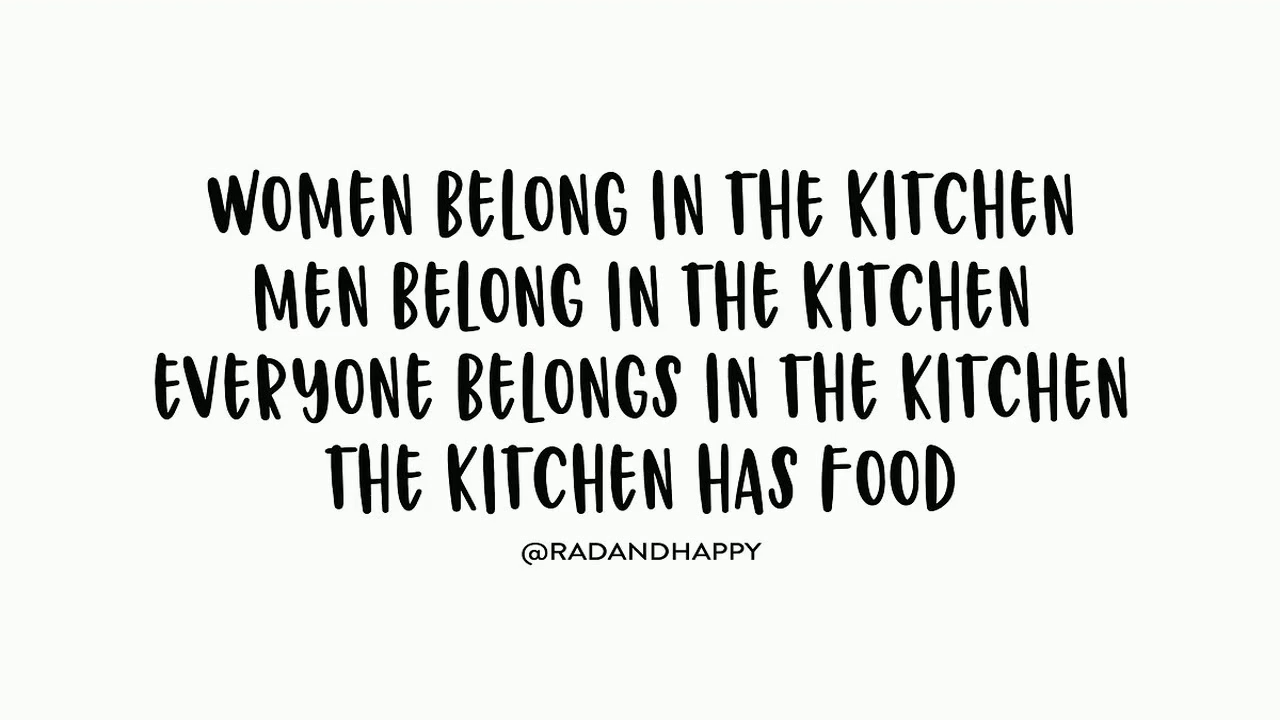 WOMEN BELONG IN THE KITCHEN
MEN BELONG IN THE KITCHEN
EVERYONE BELONGS IN THE KITCHEN
THE KITCHEN HAS FOOD
@RADANDHAPPY